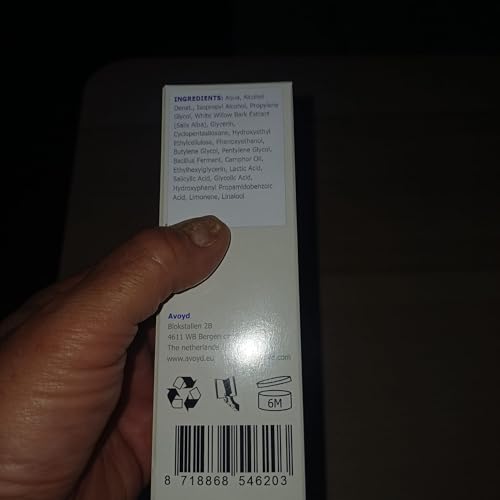 INGREDIENTS: Aqua, Alcohol
Denat., Isopropyl Alcohol, Propylene
Glycol, White Willow Bark Extract
(Salix Alba), Glycerin,
Cyclopentasiloxane, Hydroxyethyl
Ethylcellulose, Phenoxyethanol,
Butylene Glycol, Pentylene Glycol,
Bacillus Ferment, Camphor Oil,
Ethylhexylglycerin, Lactic Acid,
Salicylic Acid, Glycolic Acid,
Hydroxyphenyl Propamidobenzoic
Acid, Limonene, Linalool
Avoyd
Blokstallen 2B
4611 WB Bergen
The netherlands
www.avoyd.eu
6M
8 718868 546203